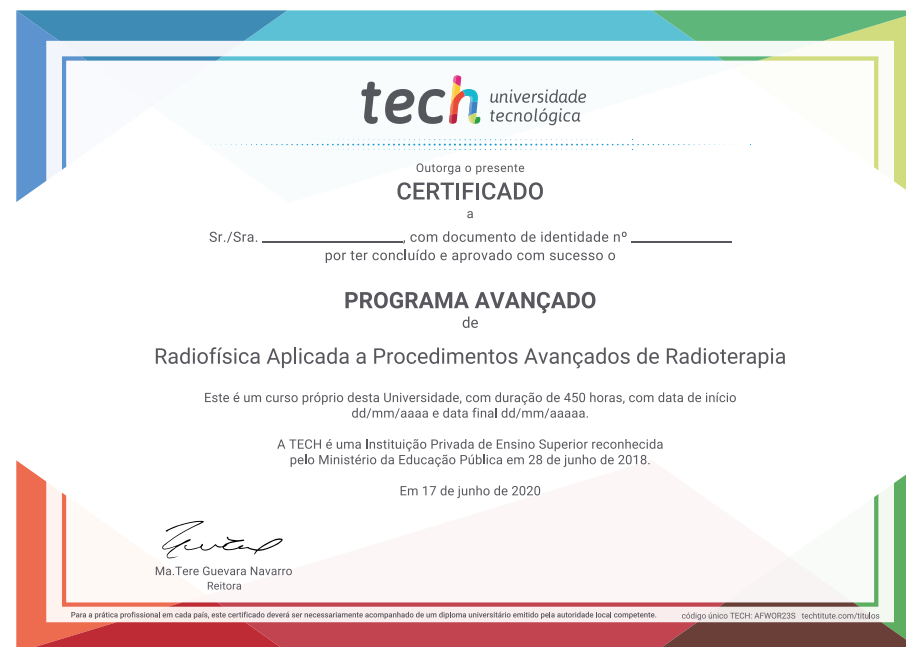 tech universidade
tecnológica
Outorga o presente
CERTIFICADO
a
Sr./Sra. ____________, com documento de identidade nº ____________
por ter concluído e aprovado com sucesso o
PROGRAMA AVANÇADO
de
Radiofísica Aplicada a Procedimentos Avançados de Radioterapia
Este é um curso próprio desta Universidade, com duração de 450 horas, com data de início
dd/mm/aaaa e data final dd/mm/aaaaa.
A TECH é uma Instituição Privada de Ensino Superior reconhecida
pelo Ministério da Educação Pública em 28 de junho de 2018.
Em 17 de junho de 2020
Ma.Tere Guevara Navarro
Reitora
Para a prática profissional em cada país, este certificado deverá ser necessariamente acompanhado de um diploma universitário emitido pela autoridade local competente. código único TECH: AFWOR23S techtitute.com/titulos